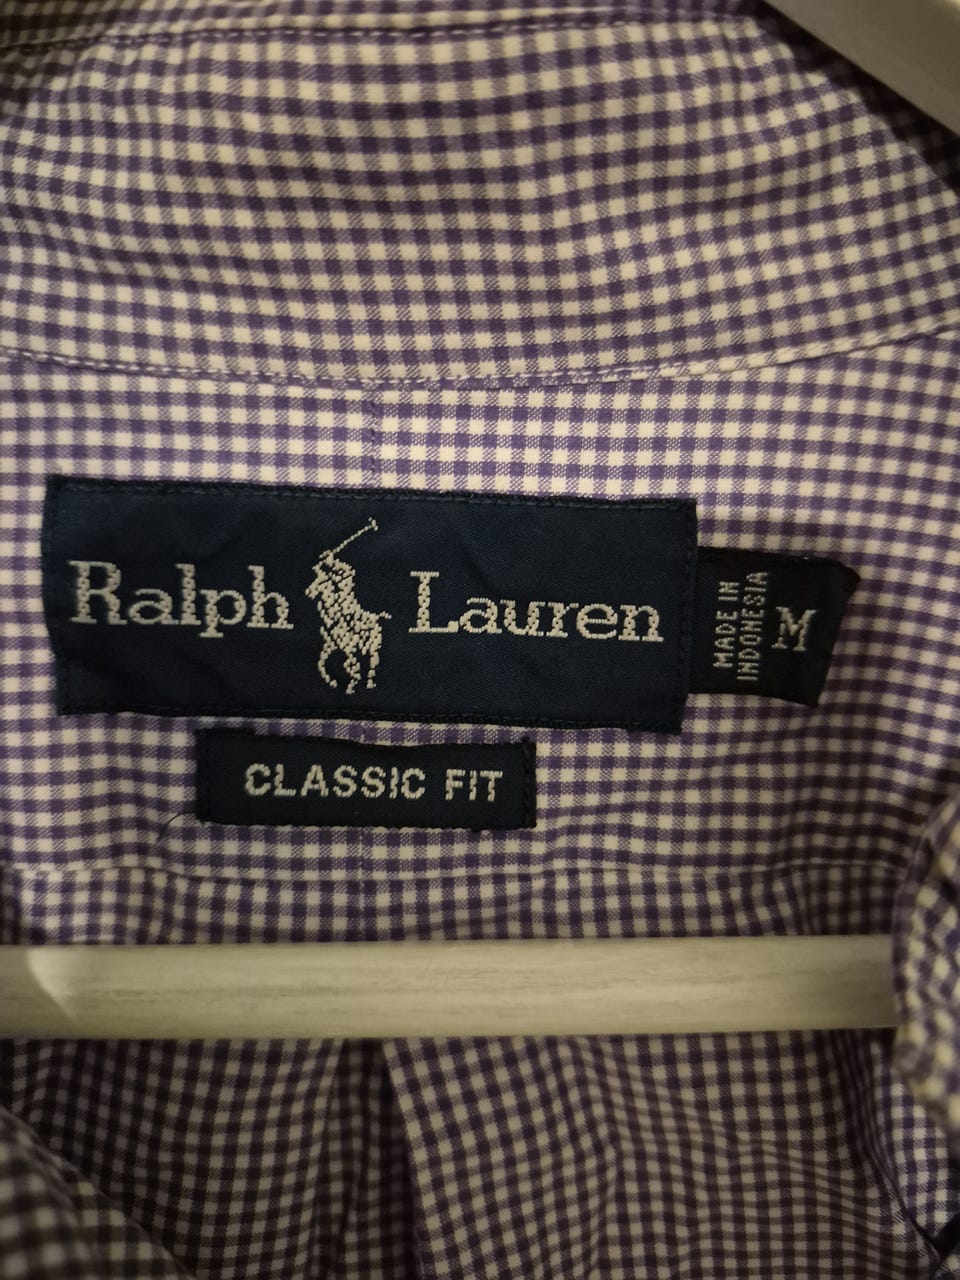 Ralph Lauren
MADE IN
INDONESIA
M
CLASSIC FIT